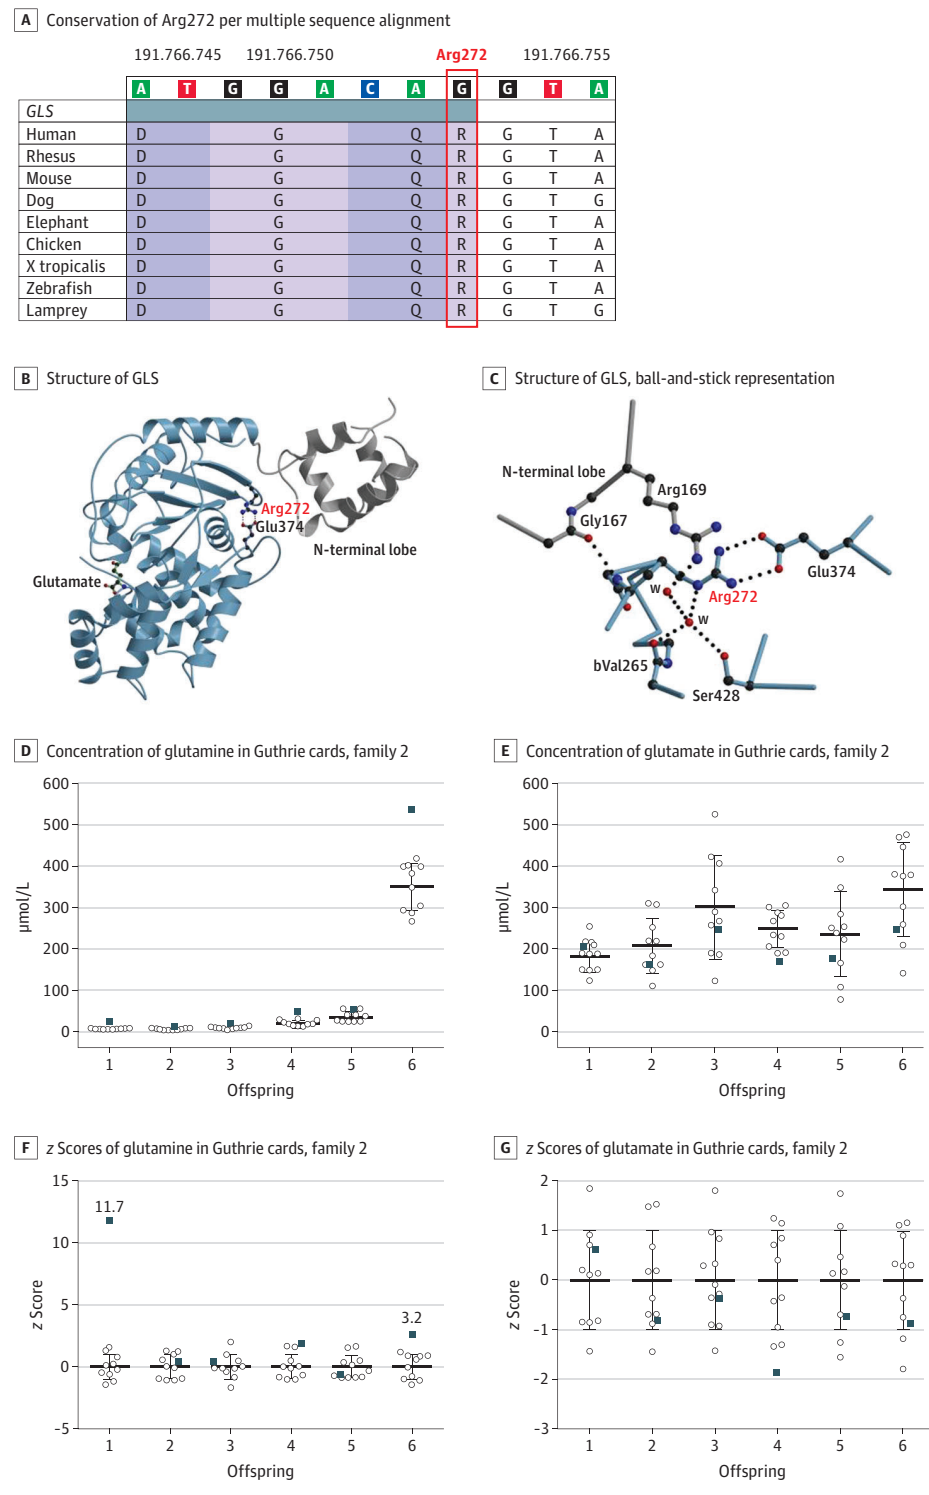 A Conservation of Arg272 per multiple sequence alignment
191.766.745 191.766.750 Arg272 191.766.755
A T G G A C A G G T A
GLS
Human D G Q R G T A
Rhesus D G Q R G T A
Mouse D G Q R G T A
Dog D G Q R G T G
Elephant D G Q R G T A
Chicken D G Q R G T A
X tropicalis D G Q R G T A
Zebrafish D G Q R G T A
Lamprey D G Q R G T G
B Structure of GLS
Arg272
Glu374
N-terminal lobe
Glutamate
C Structure of GLS, ball-and-stick representation
N-terminal lobe
Arg169
Gly167
Glu374
W
Arg272
W
bVal265
Ser428
D Concentration of glutamine in Guthrie cards, family 2
600
500
400
300
200
100
0
µmol/L
1 2 3 4 5 6
Offspring
E Concentration of glutamate in Guthrie cards, family 2
600
500
400
300
200
100
0
µmol/L
1 2 3 4 5 6
Offspring
F z Scores of glutamine in Guthrie cards, family 2
15
11.7
10
5
3.2
0
-5
z Score
1 2 3 4 5 6
Offspring
G z Scores of glutamate in Guthrie cards, family 2
2
1
0
-1
-2
-3
z Score
1 2 3 4 5 6
Offspring